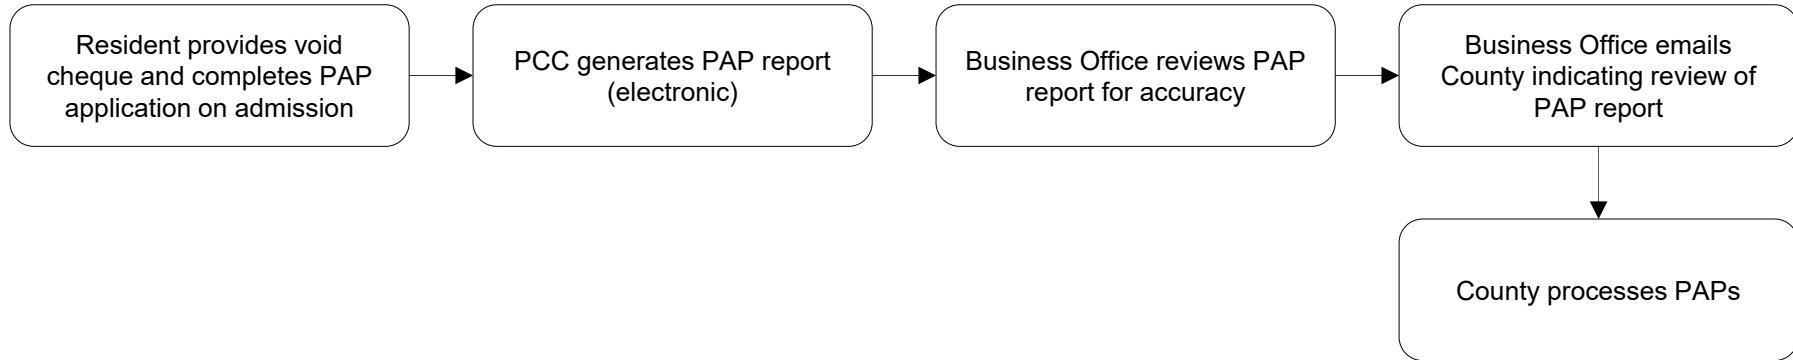 Resident provides void
cheque and completes PAP
application on admission
PCC generates PAP report
(electronic)
Business Office reviews PAP
report for accuracy
Business Office emails
County indicating review of
PAP report
County processes PAPs